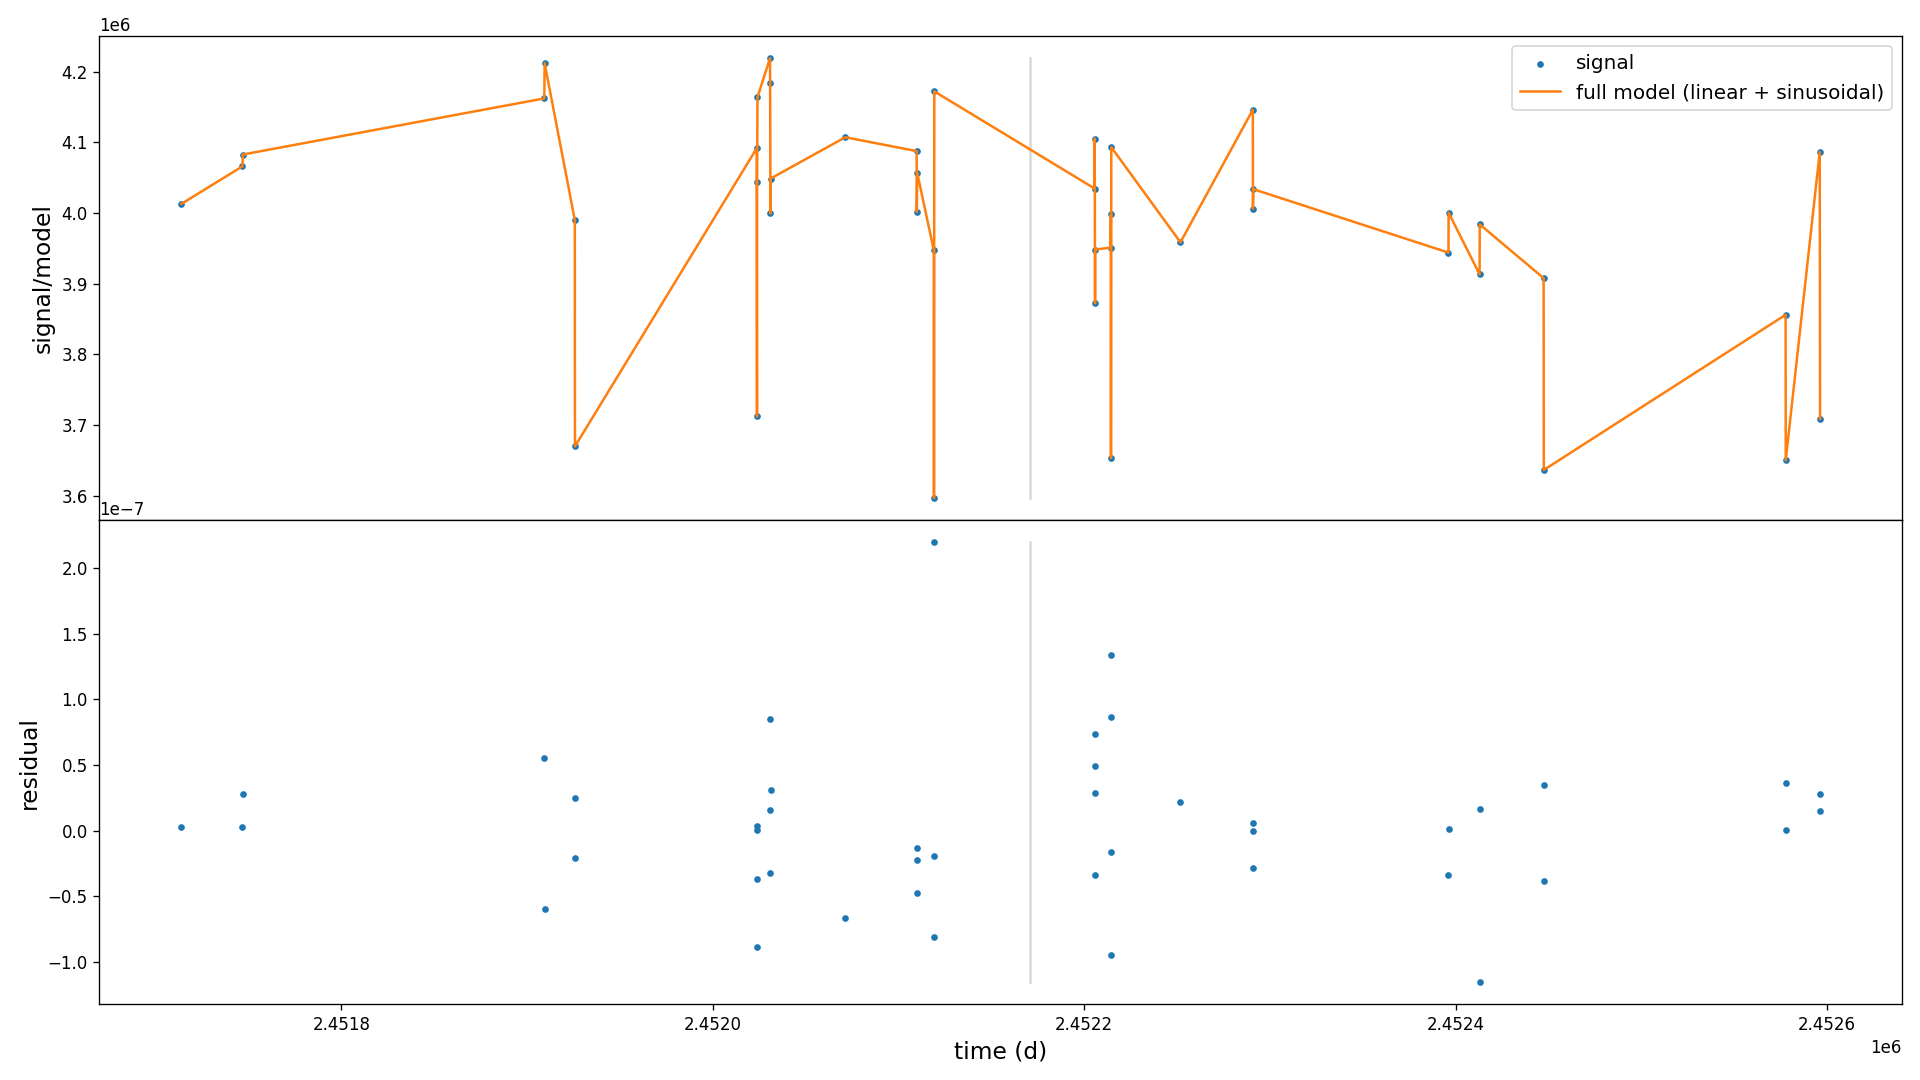 1e6
signal
full model (linear + sinusoidal)
4.2
4.1
4.0
3.9
3.8
3.7
3.6
signal/model
1e−7
2.0
1.5
1.0
0.5
0.0
−0.5
−1.0
residual
2.4518
2.4520
2.4522
2.4524
2.4526
1e6
time (d)